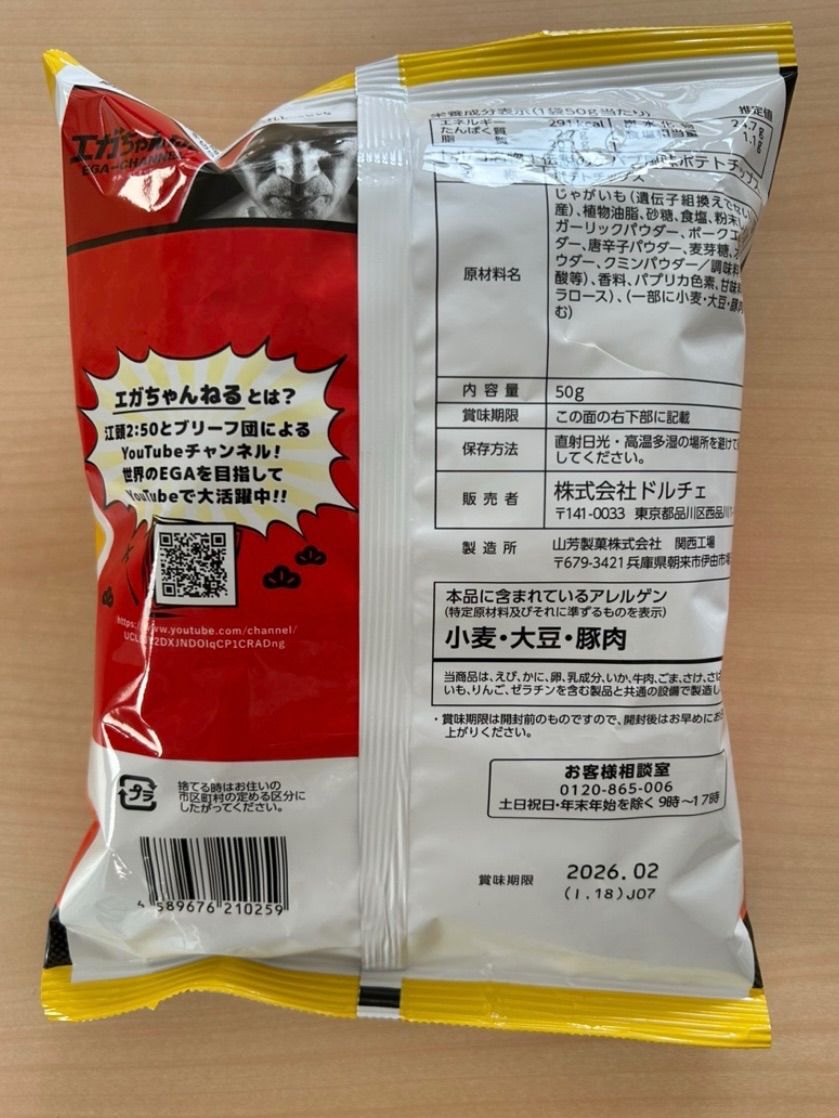 エガちゃんね
EGA-CHANNEL
エガちゃんねるとは?
江頭2:50とブリーフ団による
YouTubeチャンネル!
世界のEGAを目指して
YouTubeで大活躍中!!
www.youtube.com/channel/
2DXJNDOIqCP1CRADng
プラ
捨てる時はお住いの
市区町村の定める区分に
したがってください。
4 589676 210259
栄養成分表示(1袋50g当たり) 推定値
エネルギー 291kcal
たんぱく質 2.7g
脂質
1.1g
ポテトチップス
ポテトチップス
原材料名
じゃがいも(遺伝子組換えでない
産)、植物油脂、砂糖、食塩、粉末
ガーリックパウダー、ポークエ
ダー、唐辛子パウダー、麦芽糖、
ウダー、クミンパウダー/調味料
酸等)、香料、パプリカ色素、甘味料
ラロース)、(一部に小麦・大豆・豚肉
む)
内容量 50g
賞味期限 この面の右下部に記載
保存方法 直射日光・高温多湿の場所を避けて
してください。
販売者 株式会社ドルチェ
〒141-0033 東京都品川区西品川
製造所 山芳製菓株式会社 関西工場
〒679-3421 兵庫県朝来市伊由市場
本品に含まれているアレルゲン
(特定原材料及びそれに準ずるものを表示)
小麦・大豆・豚肉
当商品は、えび、かに、卵、乳成分、いか、牛肉、ごま、さけ、さば
いも、りんご、ゼラチンを含む製品と共通の設備で製造し
・賞味期限は開封前のものですので、開封後はお早めにお
上がりください。
お客様相談室
0120-865-006
土日祝日・年末年始を除く 9時〜17時
賞味期限 2026.02
(1.18)J07